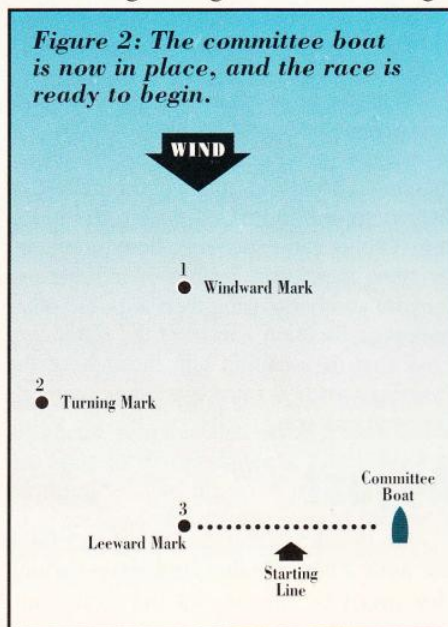 Figure 2: The committee boat
is now in place, and the race is
ready to begin.
WIND
1
Windward Mark
2
Turning Mark
Committee
Boat
3
Leeward Mark
Starting
Line